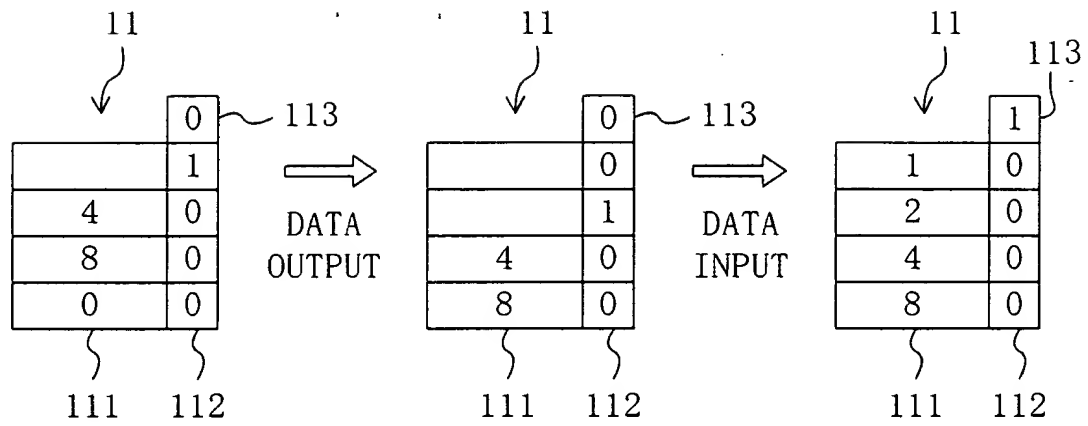 11 11 11
113
0 113 0 113 1
1 0 1 0
4 0 1 2 0
DATA OUTPUT
DATA INPUT
8 0 4 0 4 0
0 0 8 0 8 0
111 112 111 112 111 112